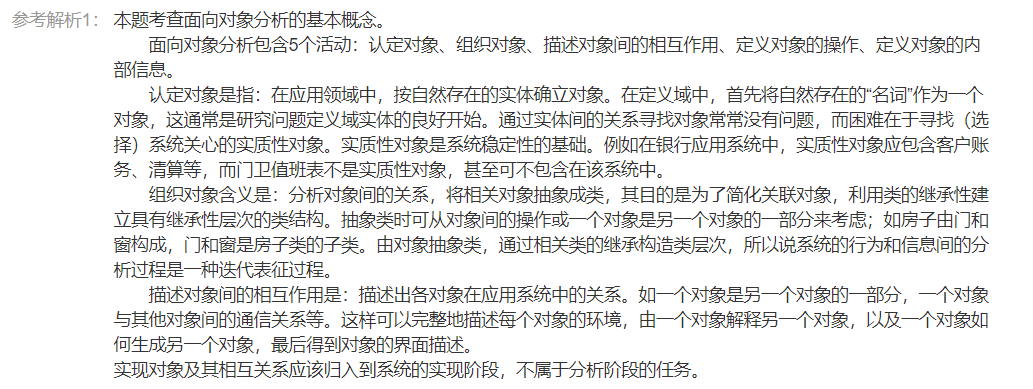 参考解析1： 本题考查面向对象分析的基本概念。
面向对象分析包含5个活动：认定对象、组织对象、描述对象间的相互作用、定义对象的操作、定义对象的内
部信息。
认定对象是指：在应用领域中，按自然存在的实体确立对象。在定义域中，首先将自然存在的“名词”作为一个
对象，这通常是研究问题定义域实体的良好开始。通过实体间的关系寻找对象常常没有问题，而困难在于寻找（选
择）系统关心的实质性对象。实质性对象是系统稳定性的基础。例如在银行应用系统中，实质性对象应包含客户账
务、清算等，而门卫值班表不是实质性对象，甚至可不包含在该系统中。
组织对象含义是：分析对象间的关系，将相关对象抽象成类，其目的是为了简化关联对象，利用类的继承性建
立具有继承性层次的类结构。抽象类时可从对象间的操作或一个对象是另一个对象的一部分来考虑；如房子由门和
窗构成，门和窗是房子类的子类。由对象抽象类，通过相关类的继承构造类层次，所以说系统的行为和信息间的分
析过程是一种迭代表征过程。
描述对象间的相互作用是：描述出各对象在应用系统中的关系。如一个对象是另一个对象的一部分，一个对象
与其他对象间的通信关系等。这样可以完整地描述每个对象的环境，由一个对象解释另一个对象，以及一个对象如
何生成另一个对象，最后得到对象的界面描述。
实现对象及其相互关系应该归入到系统的实现阶段，不属于分析阶段的任务。